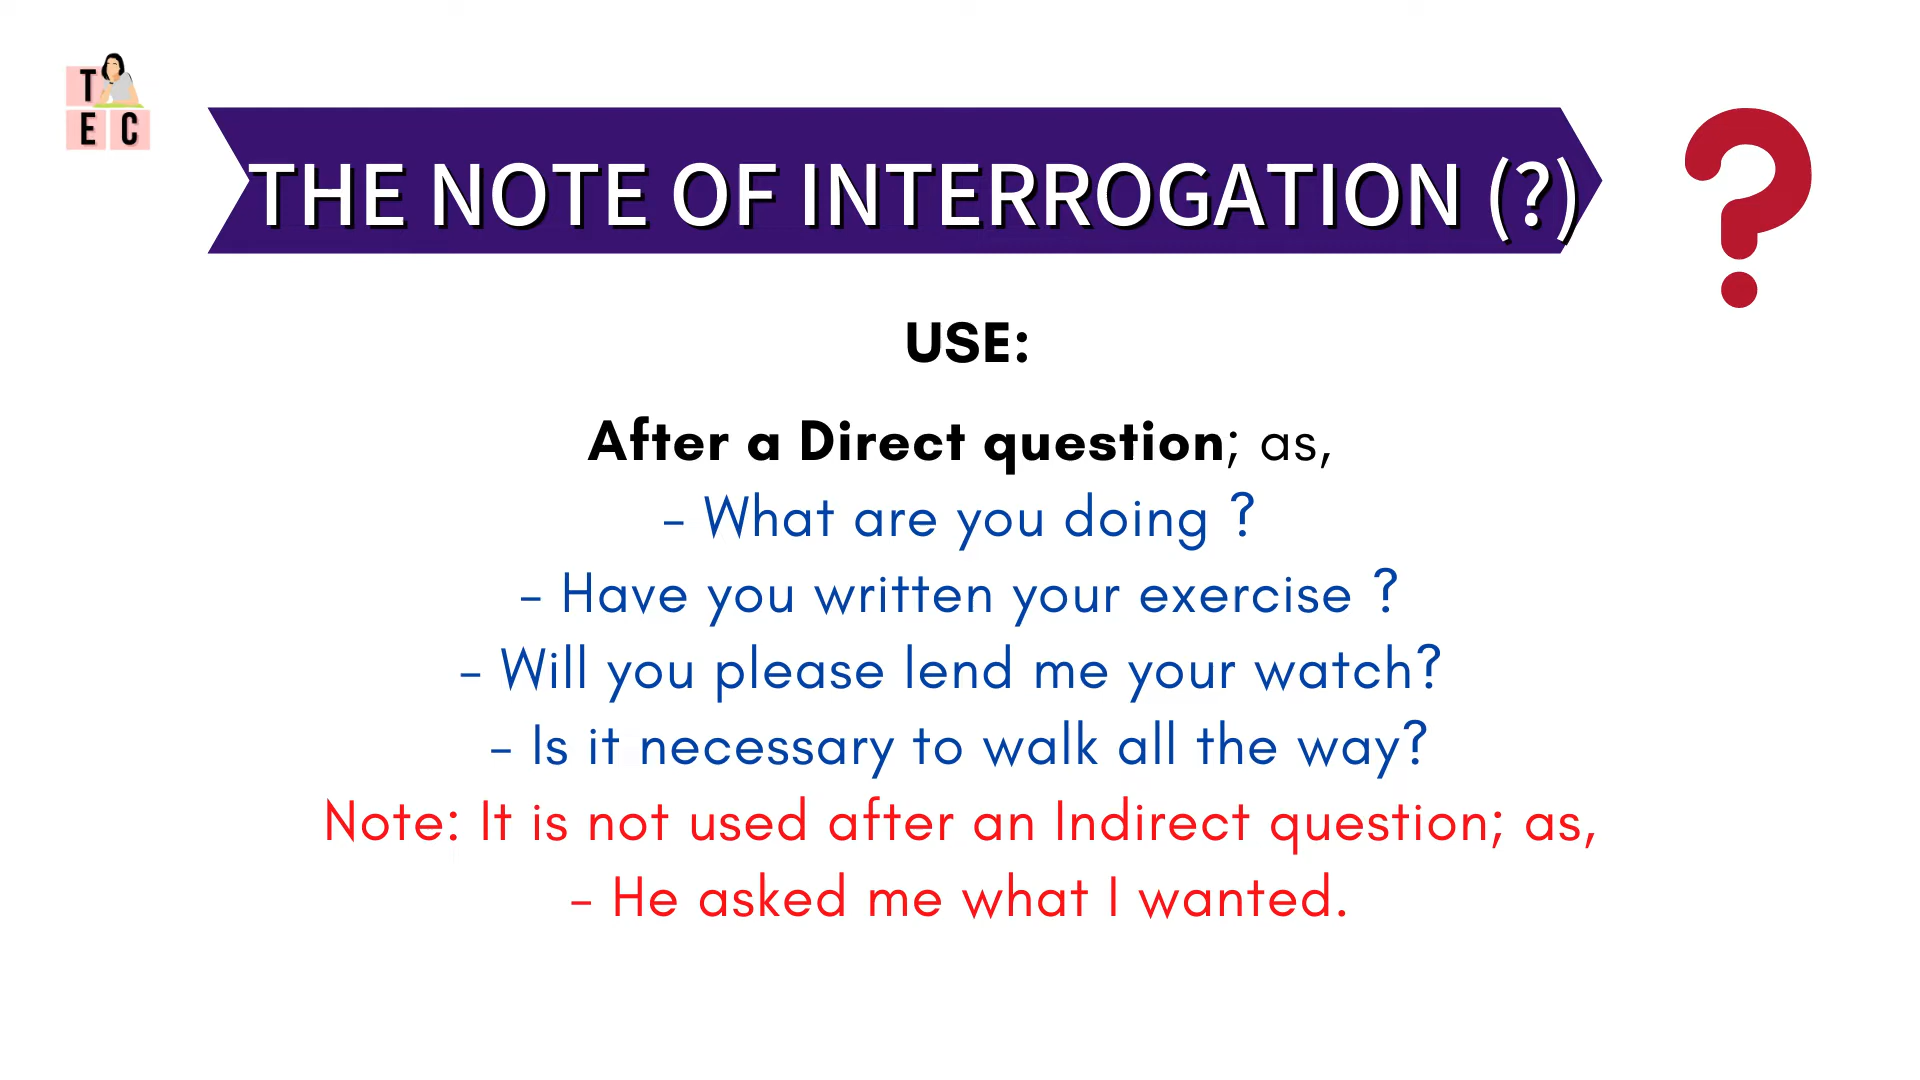 T
E C
THE NOTE OF INTERROGATION (?)
?
USE:
After a Direct question; as,
- What are you doing ?
- Have you written your exercise ?
- Will you please lend me your watch?
- Is it necessary to walk all the way?
Note: It is not used after an Indirect question; as,
- He asked me what I wanted.